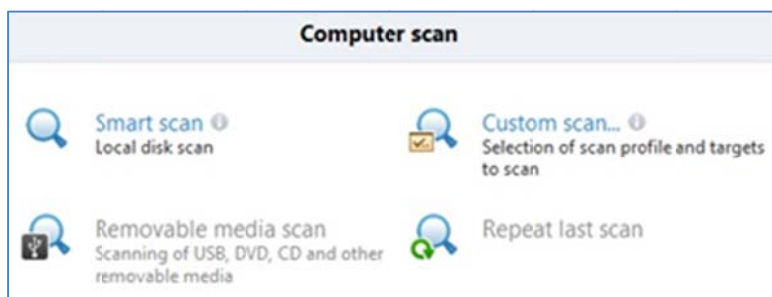 Computer scan
Smart scan
Local disk scan
Custom scan...
Selection of scan profile and targets
to scan
Removable media scan
Scanning of USB, DVD, CD and other
removable media
Repeat last scan